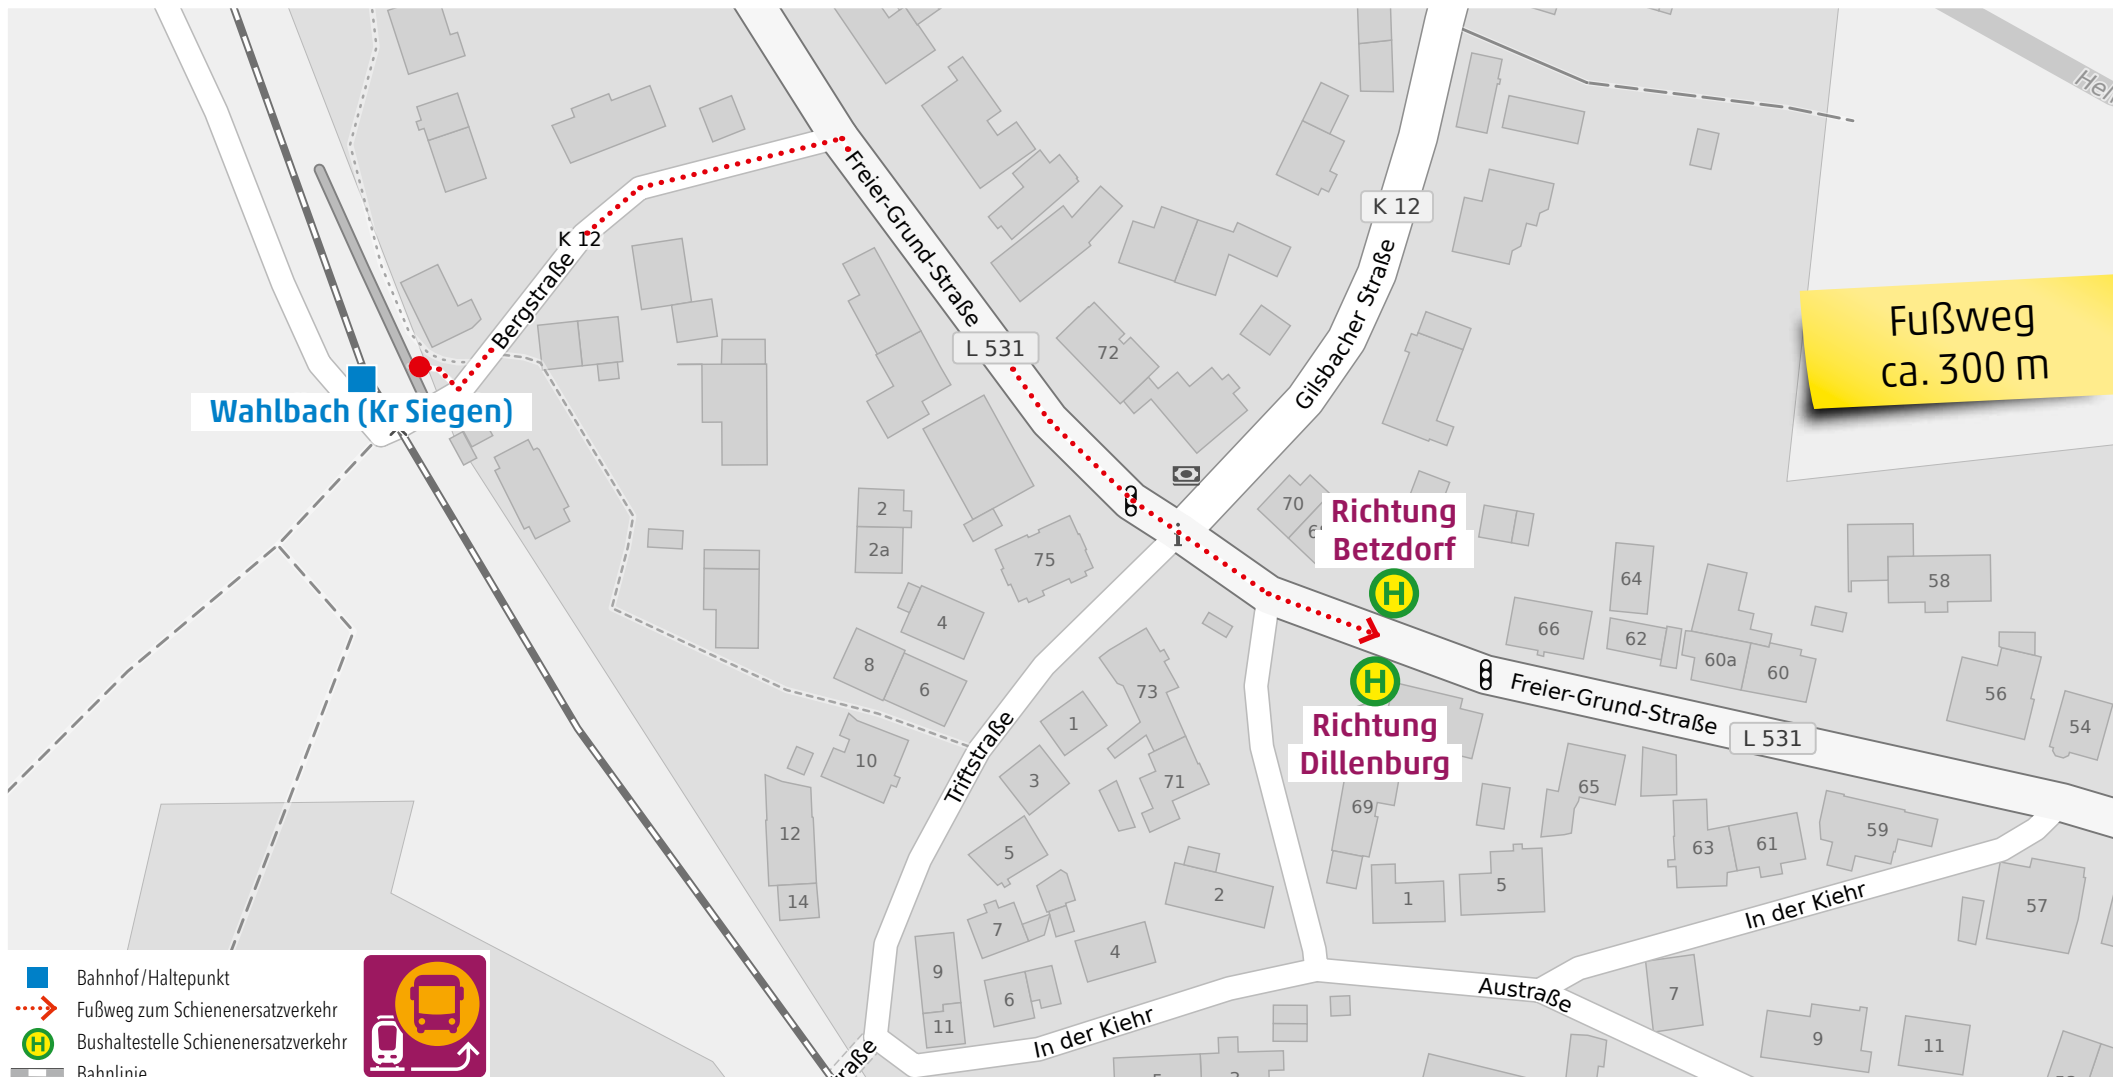 K 12
Fußweg
ca. 300 m
Freier-Grund-Straße
K 12
Bergstraße
Gilsbacher Straße
L 531
72
Wahlbach (Kr Siegen)
70
Richtung
Betzdorf
H
2
2a
75
i
64
58
4
66
62
60a
60
8
6
73
H
Freier-Grund-Straße
56
L 531
54
1
Richtung
Dillenburg
Triftstraße
10
3
71
65
69
12
5
63
61
59
14
2
1
5
In der Kiehr
57
7
4
9
6
11
Austraße
7
In der Kiehr
9
11
raße
Bahnhof/Haltepunkt
Fußweg zum Schienenersatzverkehr
H
Bushaltestelle Schienenersatzverkehr
Bahnlinie